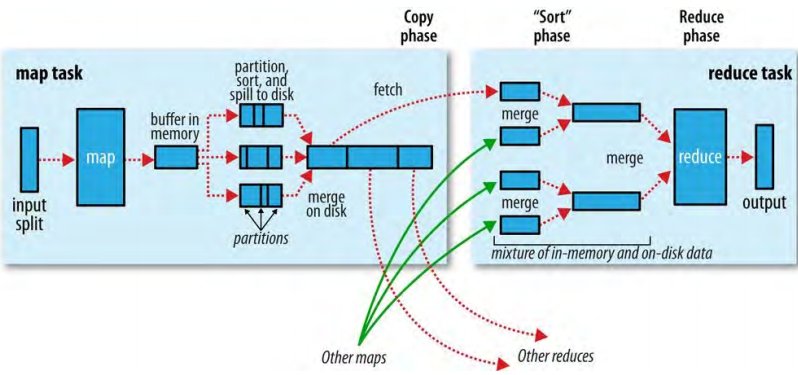 Copy
phase
“Sort”
phase
Reduce
phase
map task
partition,
sort, and
spill to disk
fetch
reduce task
buffer in
memory
merge
map
merge
reduce
input
split
merge
on disk
merge
output
partitions
mixture of in-memory and on-disk data
Other maps
Other reduces